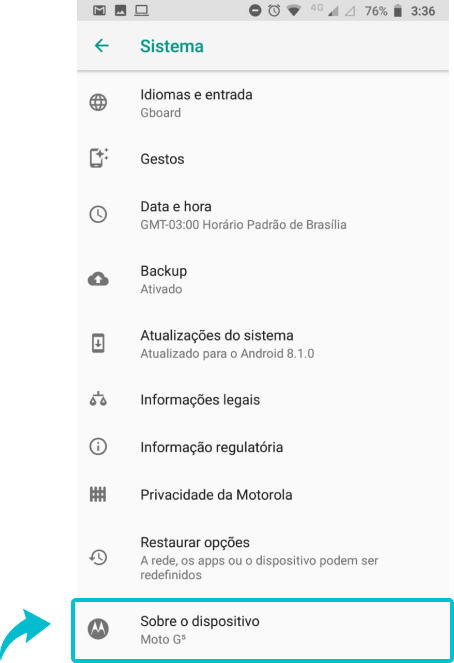 4G 76% 3:36
Sistema
Idiomas e entrada
Gboard
Gestos
Data e hora
GMT-03:00 Horário Padrão de Brasília
Backup
Ativado
Atualizações do sistema
Atualizado para o Android 8.1.0
Informações legais
Informação regulatória
Privacidade da Motorola
Restaurar opções
A rede, os apps ou o dispositivo podem ser
redefinidos
Sobre o dispositivo
Moto G⁵